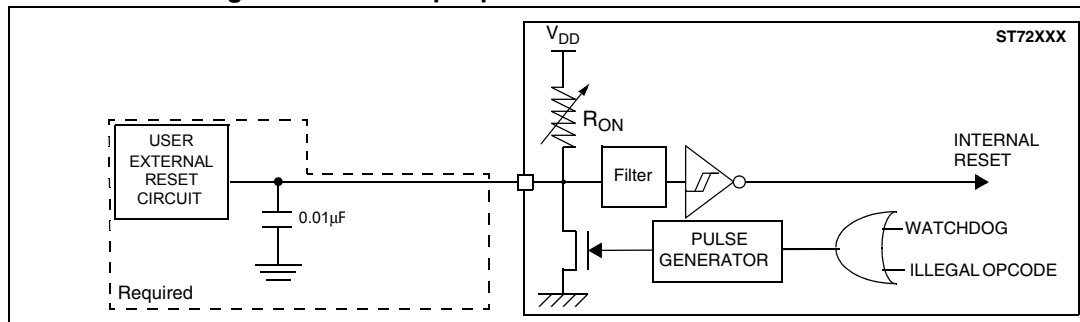 ST72XXX
VDD
RON
USER
EXTERNAL
RESET
CIRCUIT
0.01μF
Required
Filter
INTERNAL
RESET
PULSE
GENERATOR
WATCHDOG
ILLEGAL OPCODE